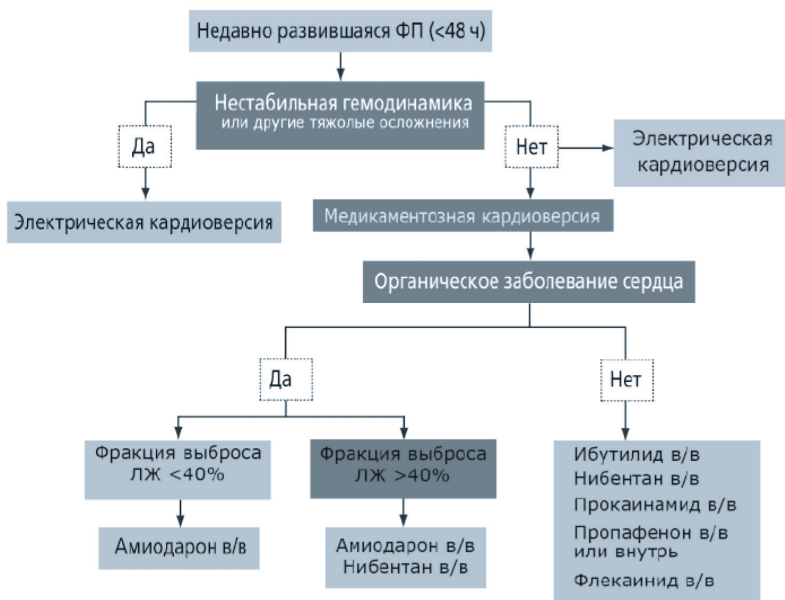 Недавно развившаяся ФП (<48 ч)
Нестабильная гемодинамика
или другие тяжолые осложнения
Да
Нет
Электрическая
кардиоверсия
Электрическая кардиоверсия
Медикаментозная кардиоверсия
Органическое заболевание сердца
Да
Нет
Фракция выброса
ЛЖ <40%
Фракция выброса
ЛЖ >40%
Ибутилид в/в
Нибентан в/в
Прокаинамид в/в
Пропафенон в/в
или внутрь
Флекаинид в/в
Амиодарон в/в
Амиодарон в/в
Нибентан в/в